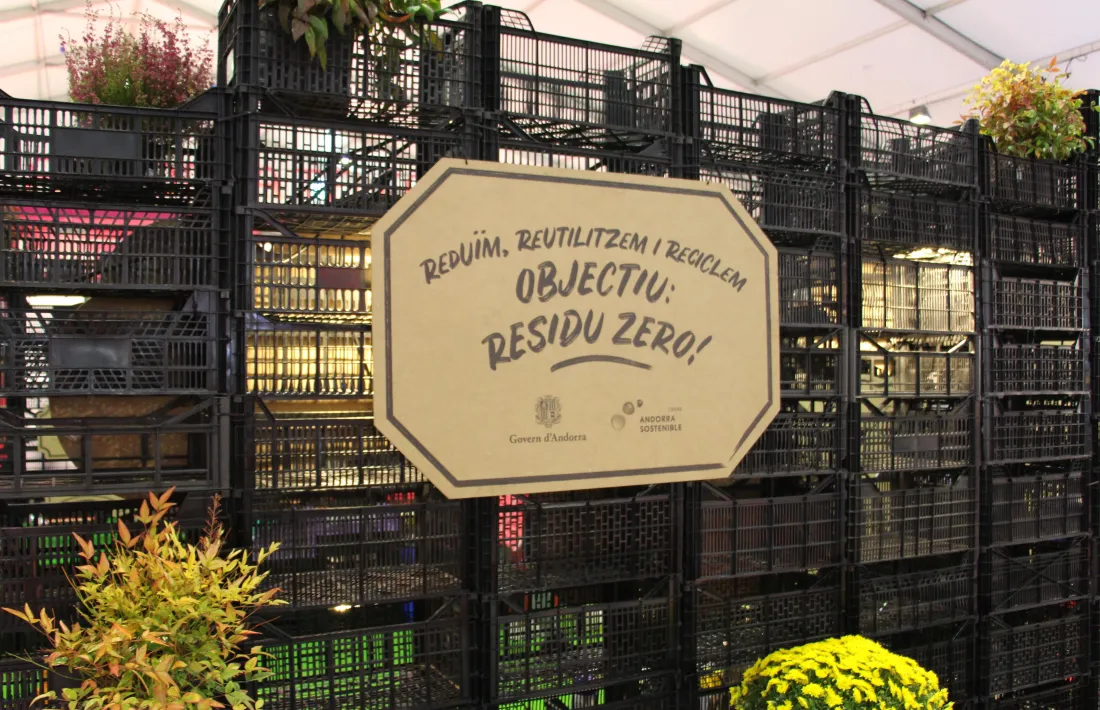 REDUÏM, REUTILITZEM I RECICLEM
OBJECTIU:
RESIDU ZERO!
Govern d'Andorra
ANDORRA
SOSTENIBLE